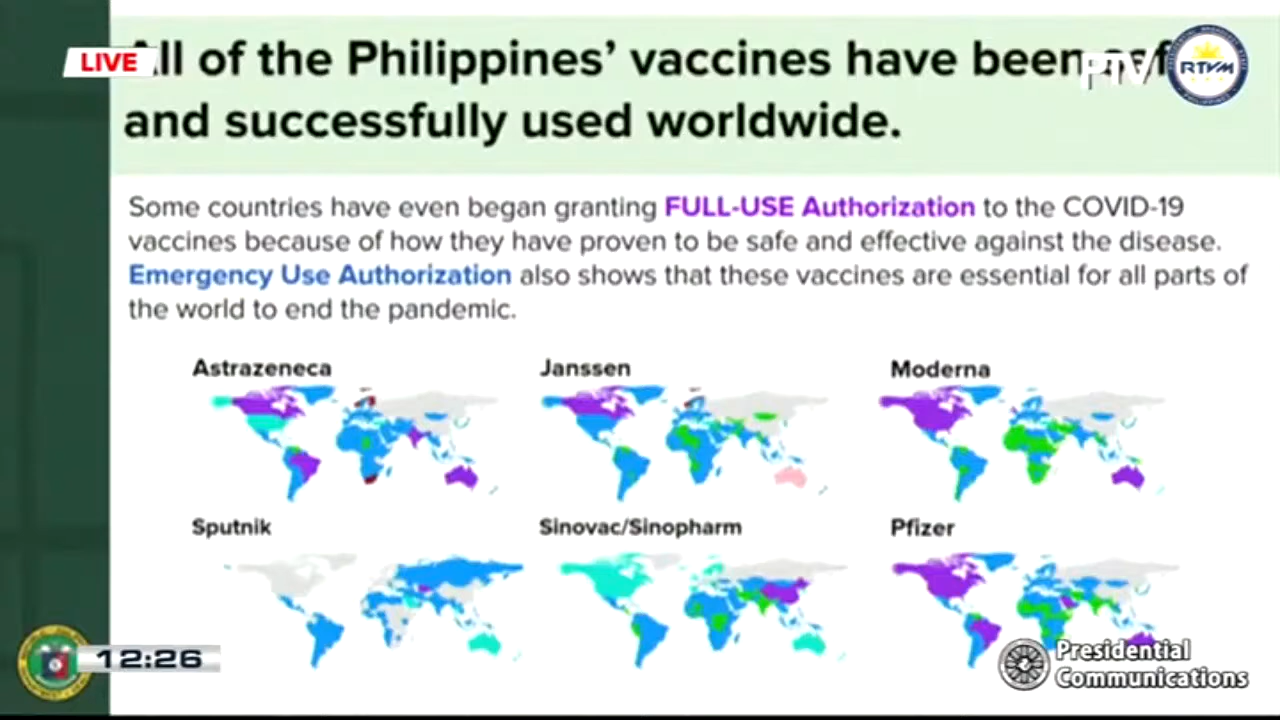 LIVE
All of the Philippines' vaccines have been safe
PTV
RTVM
and successfully used worldwide.
Some countries have even began granting FULL-USE Authorization to the COVID-19
vaccines because of how they have proven to be safe and effective against the disease.
Emergency Use Authorization also shows that these vaccines are essential for all parts of
the world to end the pandemic.
Astrazeneca
Janssen
Moderna
Sputnik
Sinovac/Sinopharm
Pfizer
12:26
Presidential
Communications